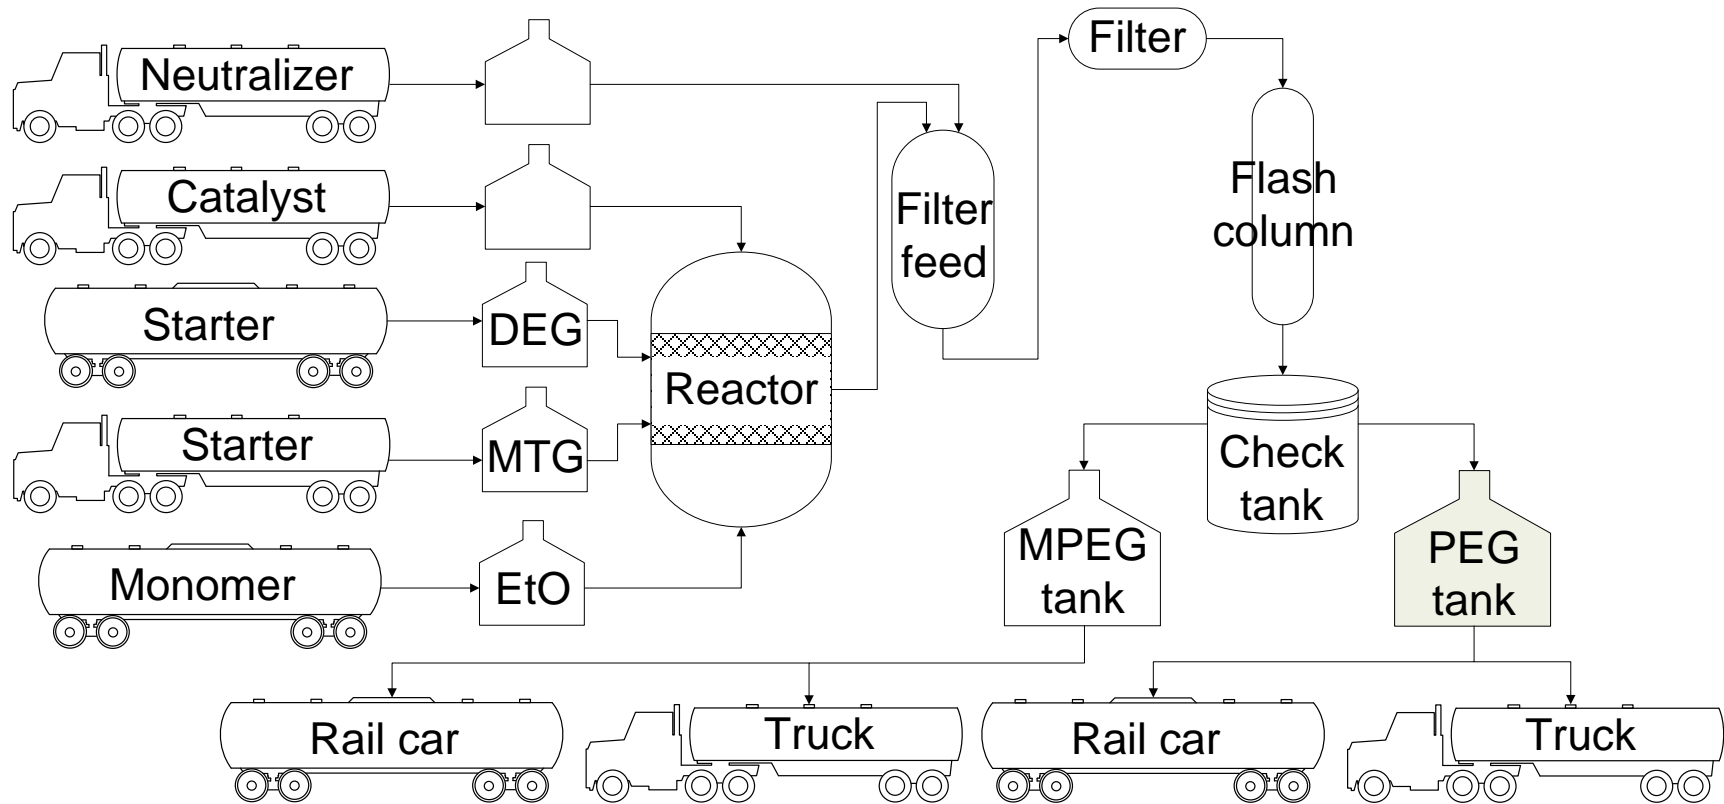 Neutralizer
Catalyst
Starter
Starter
Monomer
DEG
MTG
EtO
Reactor
Filter
feed
Filter
Flash
column
Check
tank
MPEG
tank
PEG
tank
Rail car
Truck
Rail car
Truck